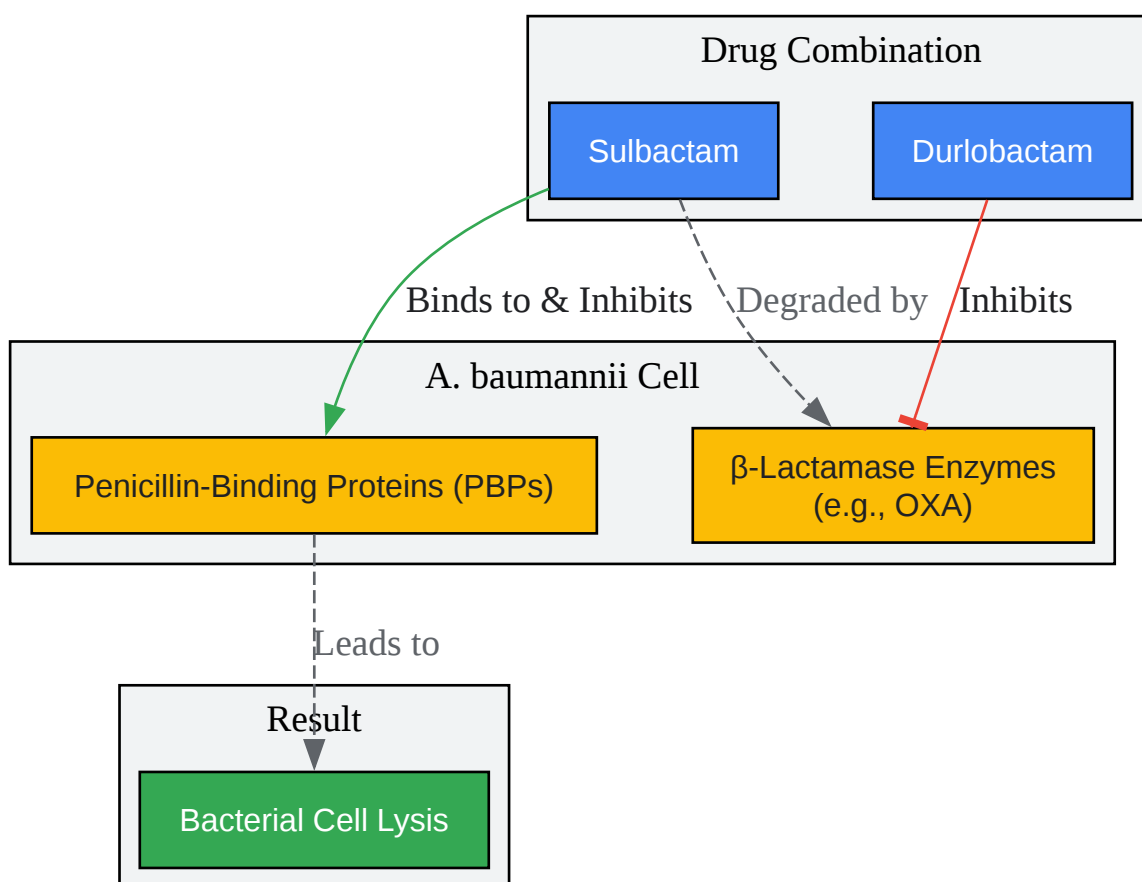 Drug Combination
Sulbactam
Durlobactam
Binds to & Inhibits
Degraded by
Inhibits
A. baumannii Cell
Penicillin-Binding Proteins (PBPs)
β-Lactamase Enzymes
(e.g., OXA)
Leads to
Result
Bacterial Cell Lysis